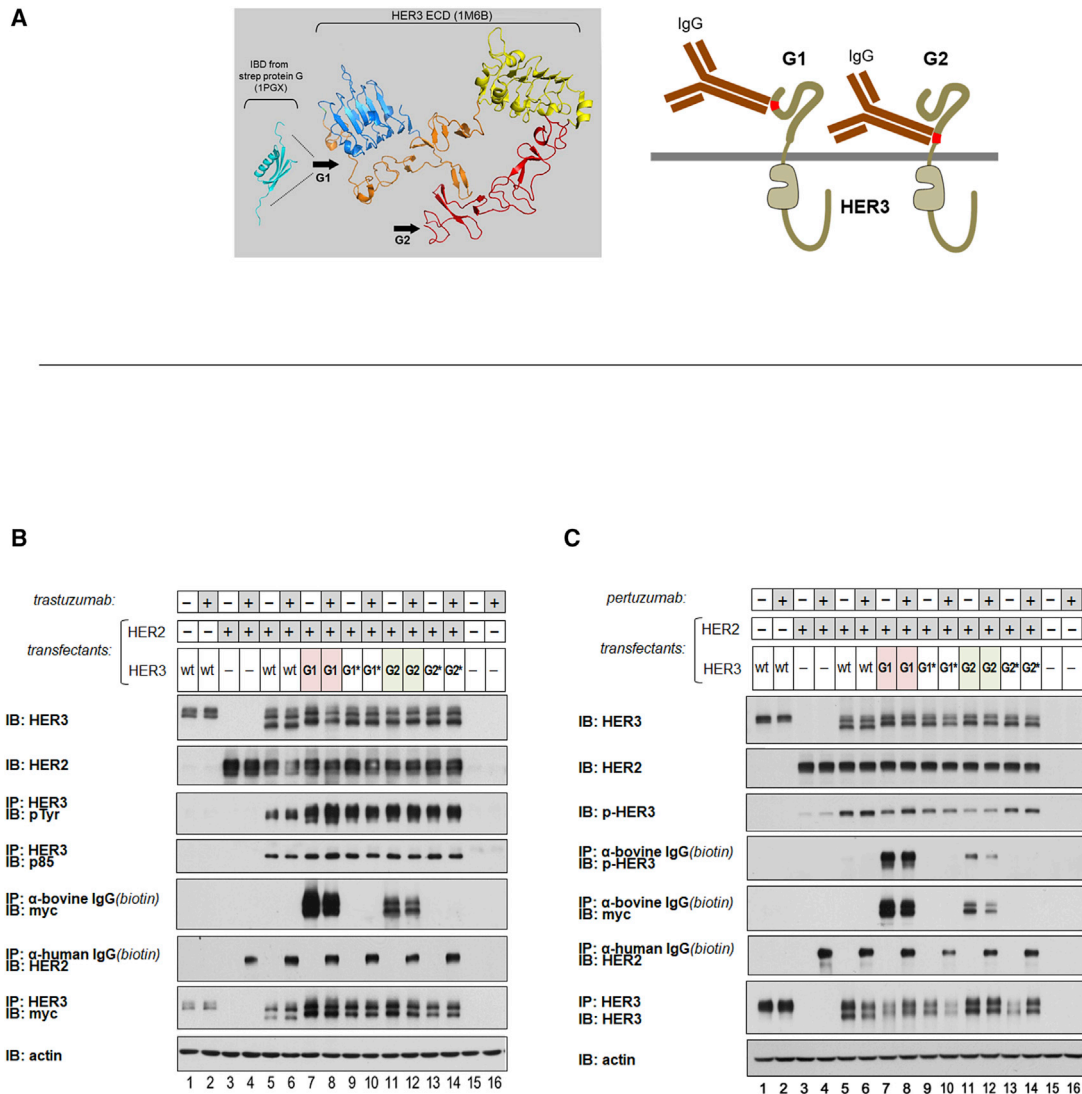 A
HER3 ECD (1M6B)
IBD from
strep protein G
(1PGX)
G1
G2
IgG
G1
IgG
G2
HER3
B
trastuzumab: – + – + – + – + – + – + – + – +
transfectants:
HER2 – – + + + + + + + + + + + + – –
HER3 wt wt – – wt wt G1 G1 G1* G1* G2 G2 G2* G2* – –
IB: HER3
IB: HER2
IP: HER3
IB: pTyr
IP: HER3
IB: p85
IP: α-bovine IgG(biotin)
IB: myc
IP: α-human IgG(biotin)
IB: HER2
IP: HER3
IB: myc
IB: actin
1 2 3 4 5 6 7 8 9 10 11 12 13 14 15 16
C
pertuzumab: – + – + – + – + – + – + – + – +
transfectants:
HER2 – – + + + + + + + + + + + + – –
HER3 wt wt – – wt wt G1 G1 G1* G1* G2 G2 G2* G2* – –
IB: HER3
IB: HER2
IB: p-HER3
IP: α-bovine IgG(biotin)
IB: p-HER3
IP: α-bovine IgG(biotin)
IB: myc
IP: α-human IgG(biotin)
IB: HER2
IP: HER3
IB: HER3
IB: actin
1 2 3 4 5 6 7 8 9 10 11 12 13 14 15 16